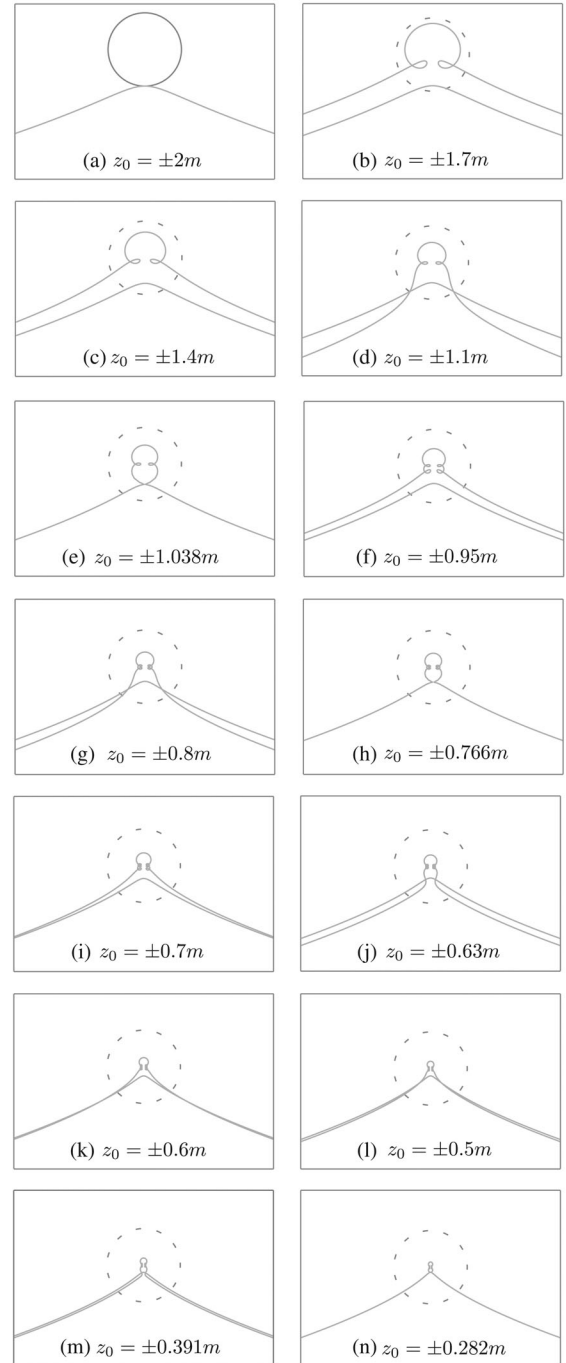 (a) z₀ = ±2m
(b) z₀ = ±1.7m
(c) z₀ = ±1.4m
(d) z₀ = ±1.1m
(e) z₀ = ±1.038m
(f) z₀ = ±0.95m
(g) z₀ = ±0.8m
(h) z₀ = ±0.766m
(i) z₀ = ±0.7m
(j) z₀ = ±0.63m
(k) z₀ = ±0.6m
(l) z₀ = ±0.5m
(m) z₀ = ±0.391m
(n) z₀ = ±0.282m